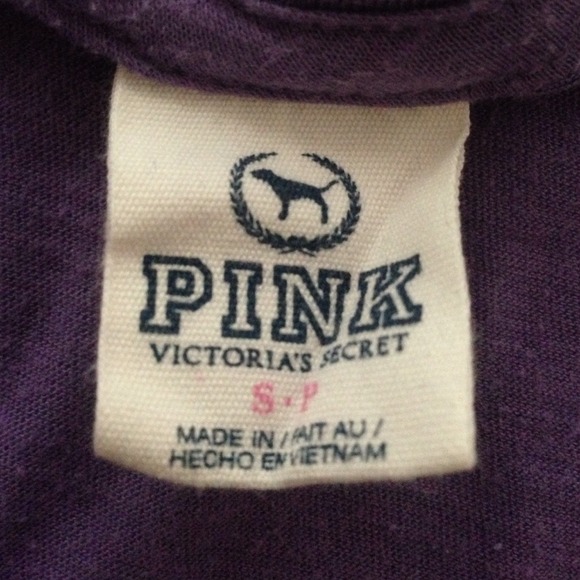 PINK
VICTORIA'S SECRET
S • P
MADE IN / FAIT AU /
HECHO EN VIETNAM